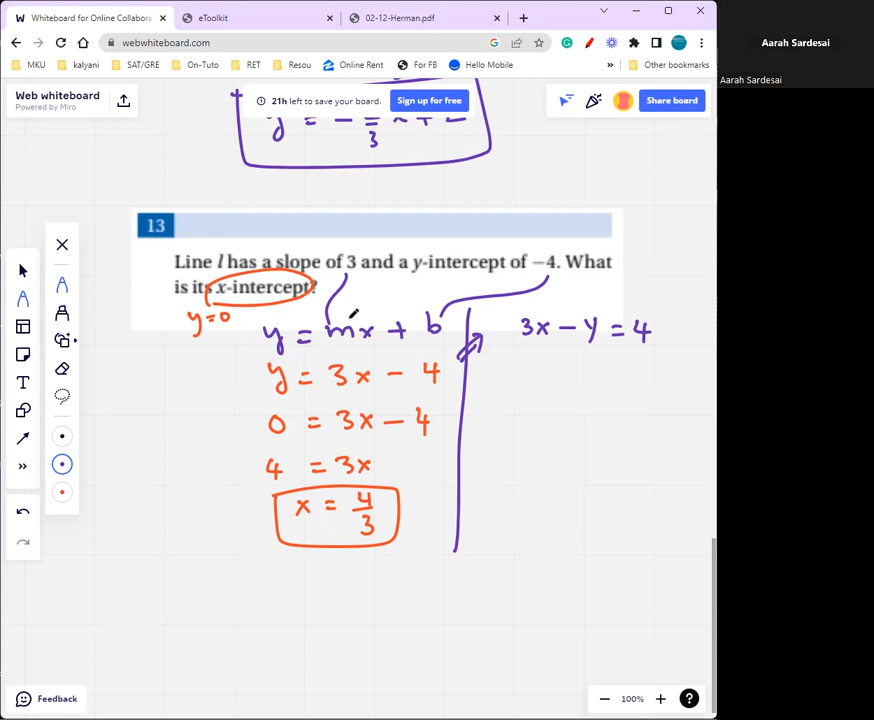 Whiteboard for Online Collabora
eToolkit
02-12-Herman.pdf
webwhiteboard.com
MKU
kalyani
SAT/GRE
On-Tuto
RET
Resou
Online Rent
For FB
Hello Mobile
Other bookmarks
Web whiteboard
Powered by Miro
21h left to save your board.
Sign up for free
Share board
Aarah Sardesai
Aarah Sardesai
13
Line l has a slope of 3 and a y-intercept of −4. What
is its x-intercept?
y=0
y = mx + b
y = 3x - 4
0 = 3x - 4
4 = 3x
x = 4/3
3x - y = 4
Feedback
100%